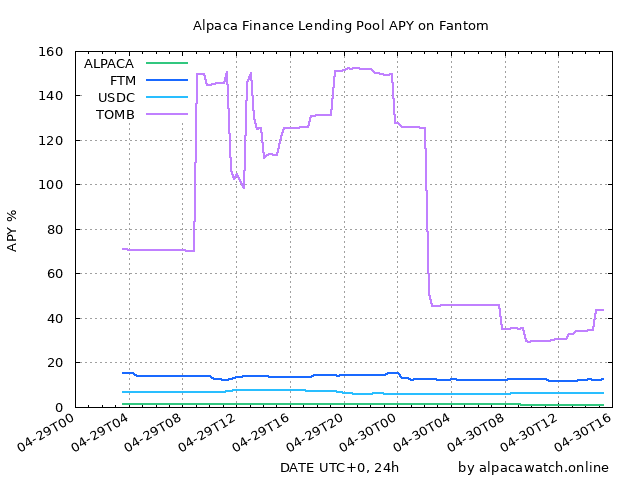 Alpaca Finance Lending Pool APY on Fantom
160
140
120
100
80
60
40
20
0
APY %
ALPACA
FTM
USDC
TOMB
04-29T00
04-29T04
04-29T08
04-29T12
04-29T16
04-29T20
04-30T00
04-30T04
04-30T08
04-30T12
04-30T16
DATE UTC+0, 24h
by alpacawatch.online